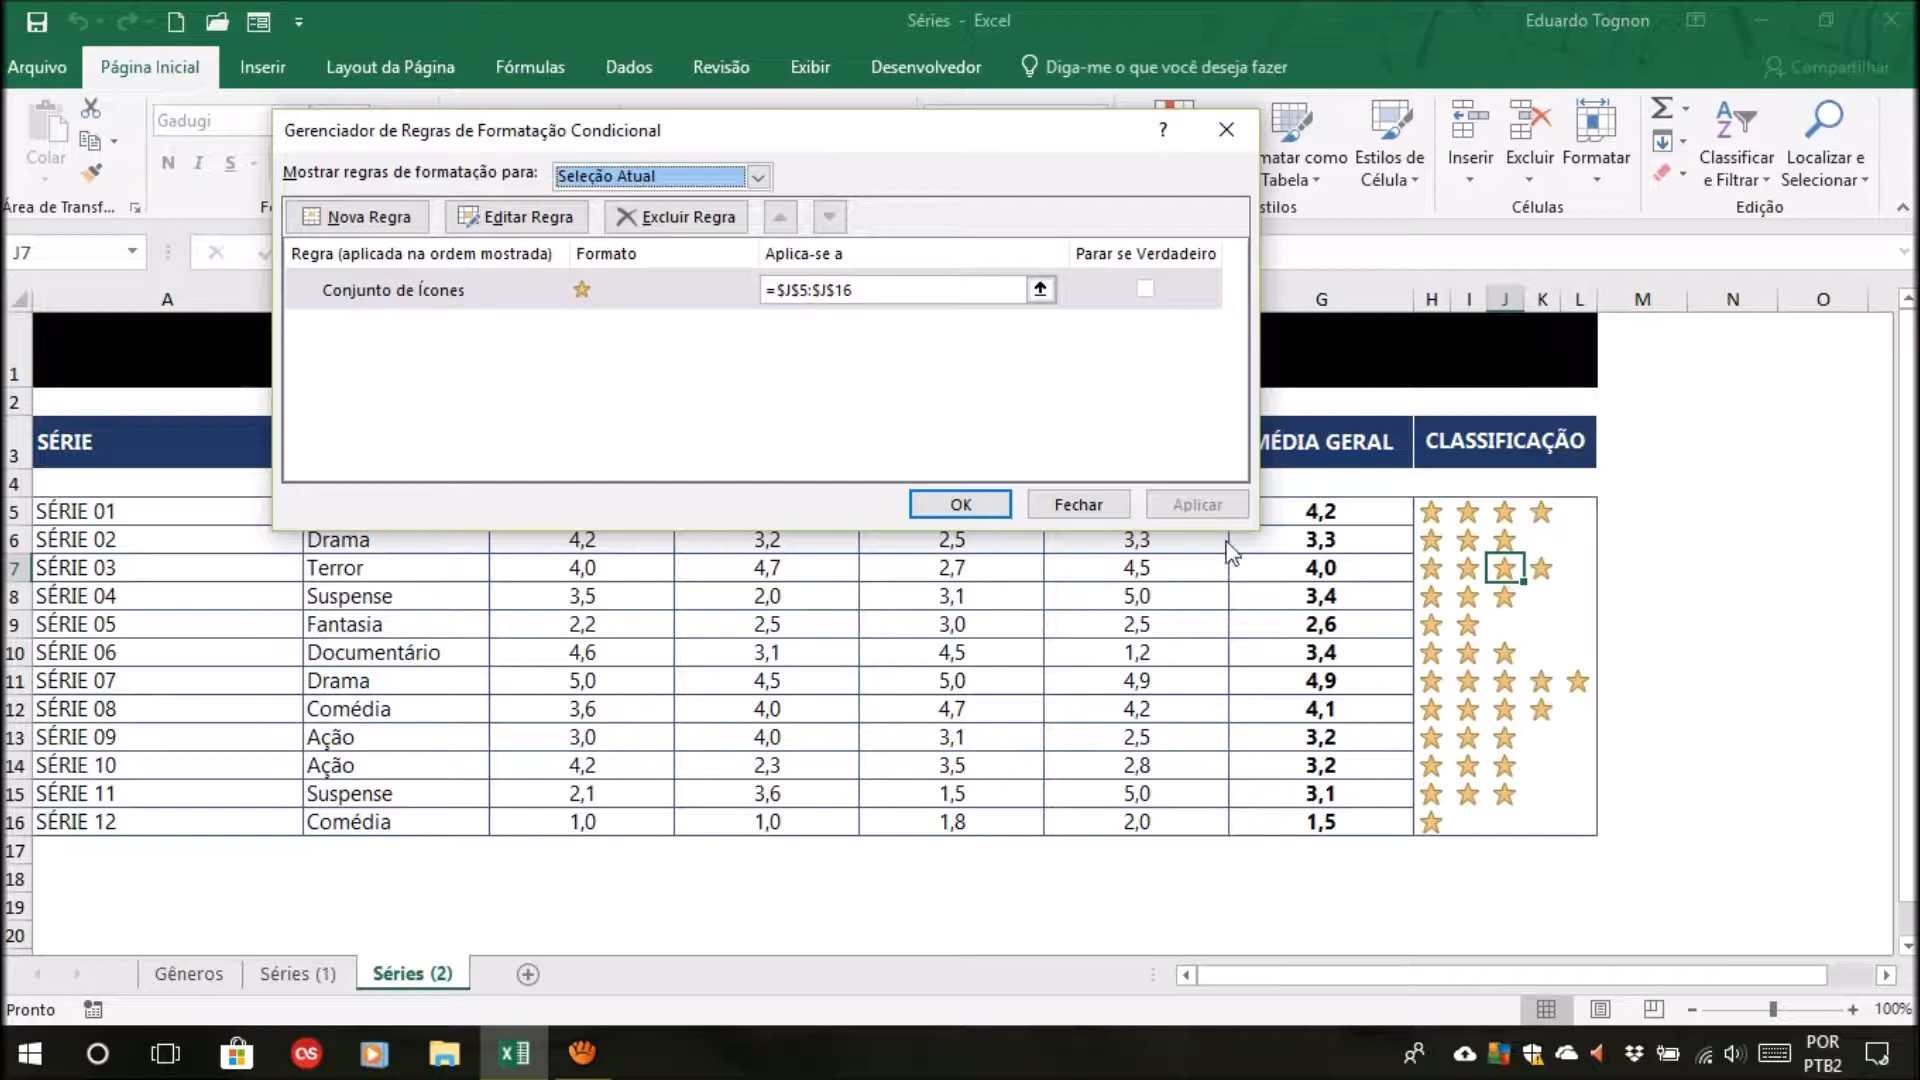 Séries - Excel
Eduardo Tognon
Arquivo Página Inicial Inserir Layout da Página Fórmulas Dados Revisão Exibir Desenvolvedor Diga-me o que você deseja fazer Compartilhar
Colar
Gadugi
N I S
Área de Transf...
matar como Tabela
Estilos de Célula
stilos
Inserir Excluir Formatar
Células
Classificar e Filtrar
Localizar e Selecionar
Edição
Gerenciador de Regras de Formatação Condicional
Mostrar regras de formatação para: Seleção Atual
Nova Regra Editar Regra Excluir Regra
Regra (aplicada na ordem mostrada) Formato Aplica-se a Parar se Verdadeiro
Conjunto de Ícones =$J$5:$J$16
OK Fechar Aplicar
J7
A G H I J K L M N O
1
2
3 SÉRIE MÉDIA GERAL CLASSIFICAÇÃO
4
5 SÉRIE 01 4,2
6 SÉRIE 02 Drama 4,2 3,2 2,5 3,3 3,3
7 SÉRIE 03 Terror 4,0 4,7 2,7 4,5 4,0
8 SÉRIE 04 Suspense 3,5 2,0 3,1 5,0 3,4
9 SÉRIE 05 Fantasia 2,2 2,5 3,0 2,5 2,6
10 SÉRIE 06 Documentário 4,6 3,1 4,5 1,2 3,4
11 SÉRIE 07 Drama 5,0 4,5 5,0 4,9 4,9
12 SÉRIE 08 Comédia 3,6 4,0 4,7 4,2 4,1
13 SÉRIE 09 Ação 3,0 4,0 3,1 2,5 3,2
14 SÉRIE 10 Ação 4,2 2,3 3,5 2,8 3,2
15 SÉRIE 11 Suspense 2,1 3,6 1,5 5,0 3,1
16 SÉRIE 12 Comédia 1,0 1,0 1,8 2,0 1,5
17
18
19
20
Gêneros Séries (1) Séries (2)
Pronto
100%
POR
PTB2